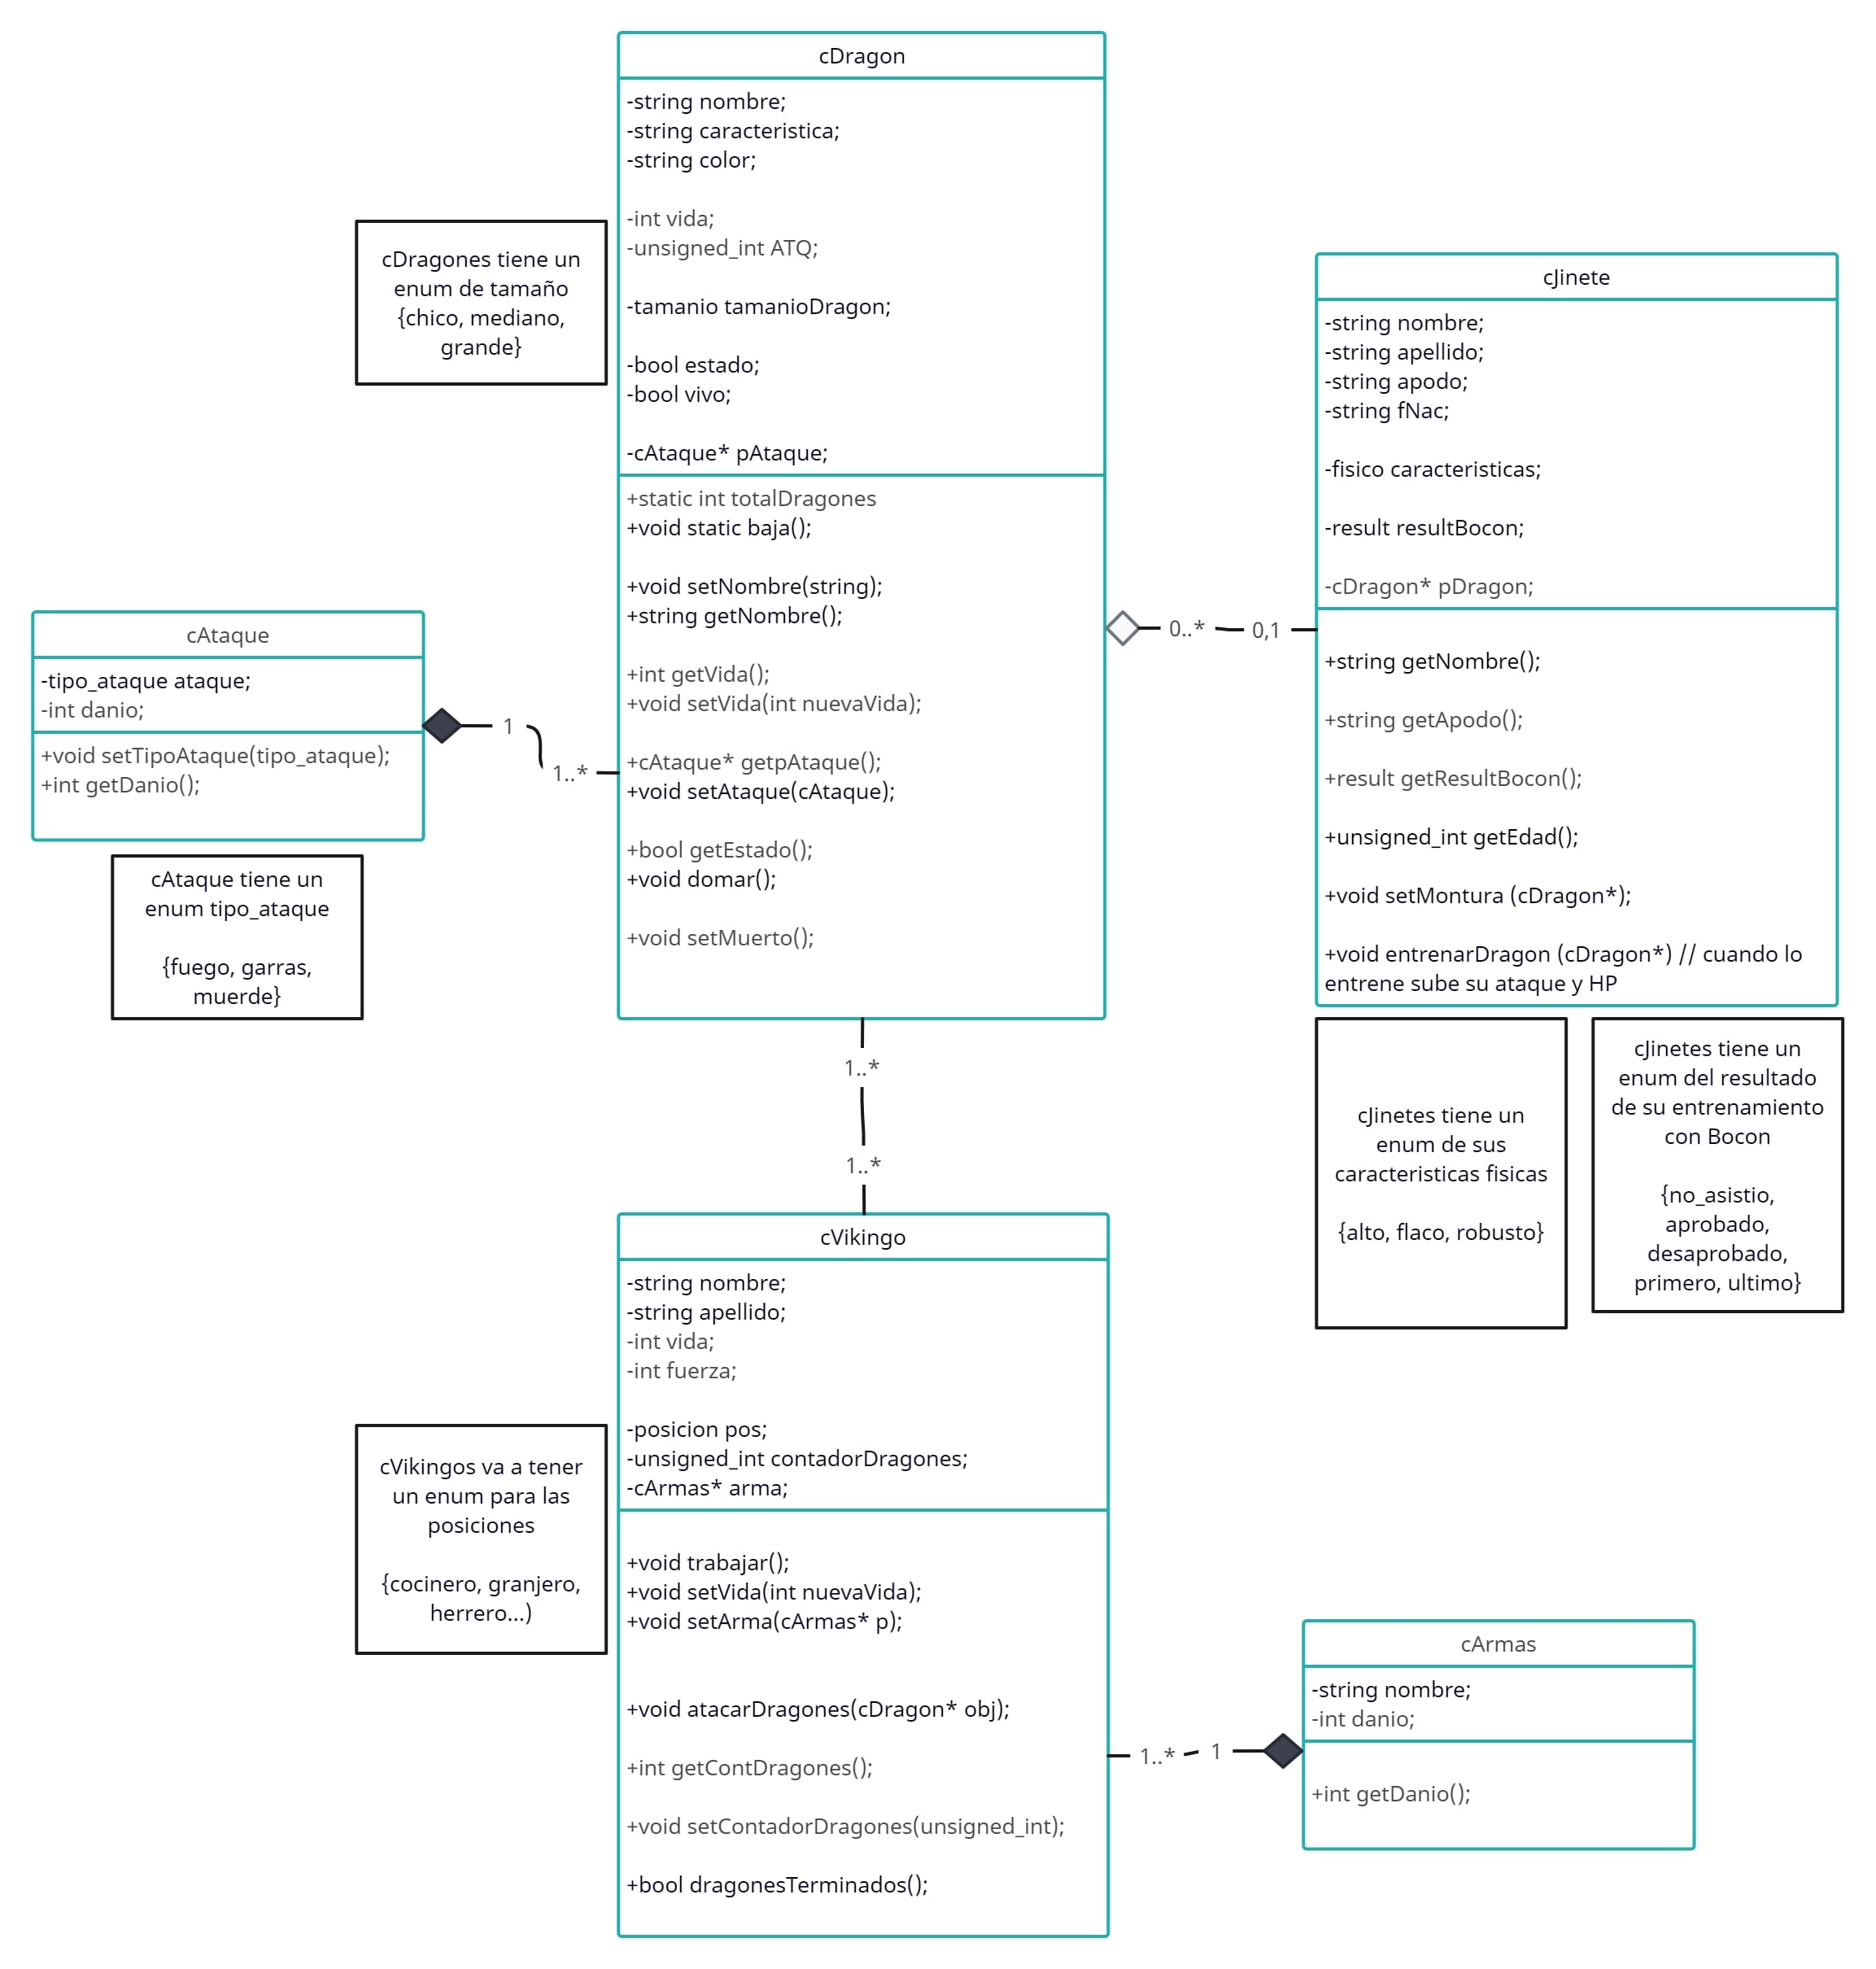 cDragon
-string nombre;
-string caracteristica;
-string color;
-int vida;
-unsigned_int ATQ;
-tamanio tamanioDragon;
-bool estado;
-bool vivo;
-cAtaque* pAtaque;
+static int totalDragones
+void static baja();
+void setNombre(string);
+string getNombre();
+int getVida();
+void setVida(int nuevaVida);
+cAtaque* getpAtaque();
+void setAtaque(cAtaque);
+bool getEstado();
+void domar();
+void setMuerto();
cDragones tiene un
enum de tamaño
{chico, mediano,
grande}
cJinete
-string nombre;
-string apellido;
-string apodo;
-string fNac;
-fisico caracteristicas;
-result resultBocon;
-cDragon* pDragon;
+string getNombre();
+string getApodo();
+result getResultBocon();
+unsigned_int getEdad();
+void setMontura (cDragon*);
+void entrenarDragon (cDragon*) // cuando lo
entrene sube su ataque y HP
0..*
0,1
cAtaque
-tipo_ataque ataque;
-int danio;
+void setTipoAtaque(tipo_ataque);
+int getDanio();
1
1..*
cAtaque tiene un
enum tipo_ataque
{fuego, garras,
muerde}
cJinetes tiene un
enum de sus
caracteristicas fisicas
{alto, flaco, robusto}
cJinetes tiene un
enum del resultado
de su entrenamiento
con Bocon
{no_asistio,
aprobado,
desaprobado,
primero, ultimo}
1..*
1..*
cVikingo
-string nombre;
-string apellido;
-int vida;
-int fuerza;
-posicion pos;
-unsigned_int contadorDragones;
-cArmas* arma;
+void trabajar();
+void setVida(int nuevaVida);
+void setArma(cArmas* p);
+void atacarDragones(cDragon* obj);
+int getContDragones();
+void setContadorDragones(unsigned_int);
+bool dragonesTerminados();
cVikingos va a tener
un enum para las
posiciones
{cocinero, granjero,
herrero...)
1..*
1
cArmas
-string nombre;
-int danio;
+int getDanio();